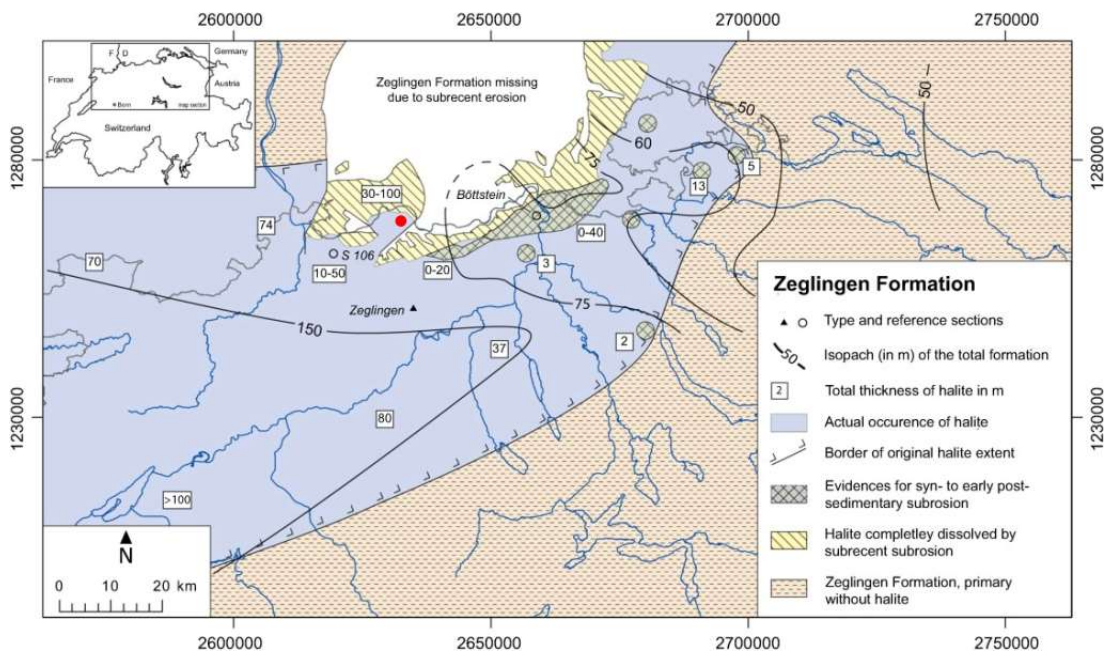 2600000
2650000
2700000
2750000
F
D
Germany
France
Austria
Bern
map section
Switzerland
Zeglingen Formation missing
due to subrecent erosion
50
50
60
75
1280000
1280000
5
13
30-100
Böttstein
74
S 106
0-40
70
10-50
0-20
3
Zeglingen
75
150
37
2
80
1230000
1230000
>100
N
0
10
20 km
Zeglingen Formation
Type and reference sections
50
Isopach (in m) of the total formation
2
Total thickness of halite in m
Actual occurence of halite
Border of original halite extent
Evidences for syn- to early post-
sedimentary subrosion
Halite completley dissolved by
subrecent subrosion
Zeglingen Formation, primary
without halite
2600000
2650000
2700000
2750000